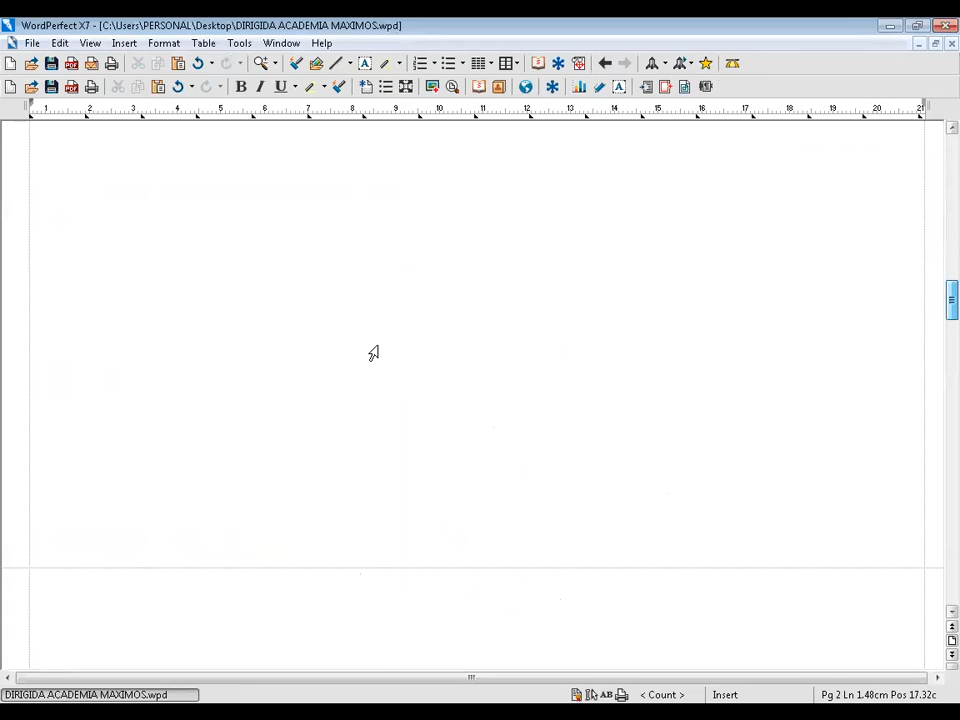 WordPerfect X7 - [C:\Users\PERSONAL\Desktop\DIRIGIDA ACADEMIA MAXIMOS.wpd]
File Edit View Insert Format Table Tools Window Help
1 2 3 4 5 6 7 8 9 10 11 12 13 14 15 16 17 18 19 20 21
DIRIGIDA ACADEMIA MAXIMOS.wpd AB < Count > Insert Pg 2 Ln 1.48cm Pos 17.32c